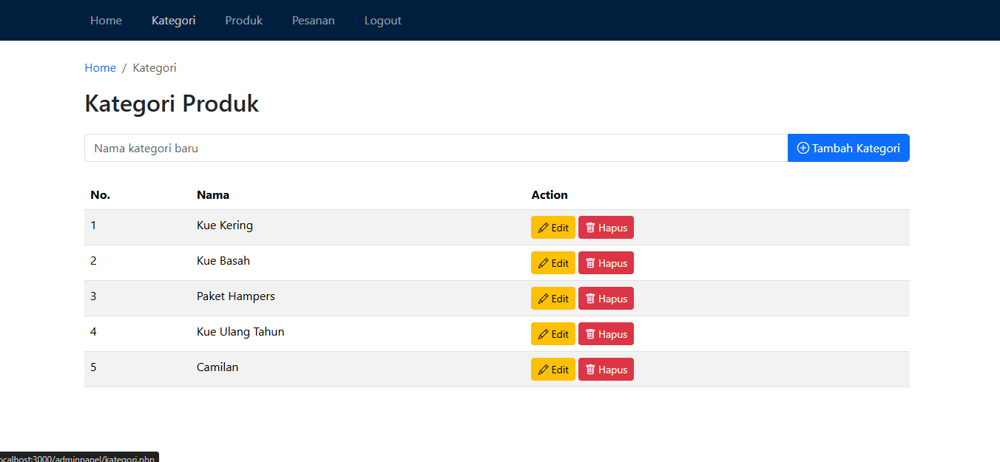 Home Kategori Produk Pesanan Logout
Home / Kategori
Kategori Produk
Nama kategori baru Tambah Kategori
No. Nama Action
1 Kue Kering Edit Hapus
2 Kue Basah Edit Hapus
3 Paket Hampers Edit Hapus
4 Kue Ulang Tahun Edit Hapus
5 Camilan Edit Hapus
ocalhost:3000/adminpanel/kategori.php